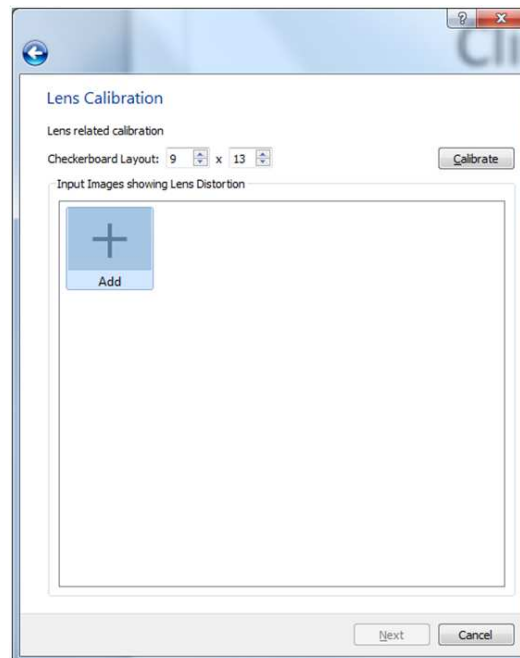 ?
Lens Calibration
Lens related calibration
Checkerboard Layout: 9 x 13 Calibrate
Input Images showing Lens Distortion
Add
Next Cancel